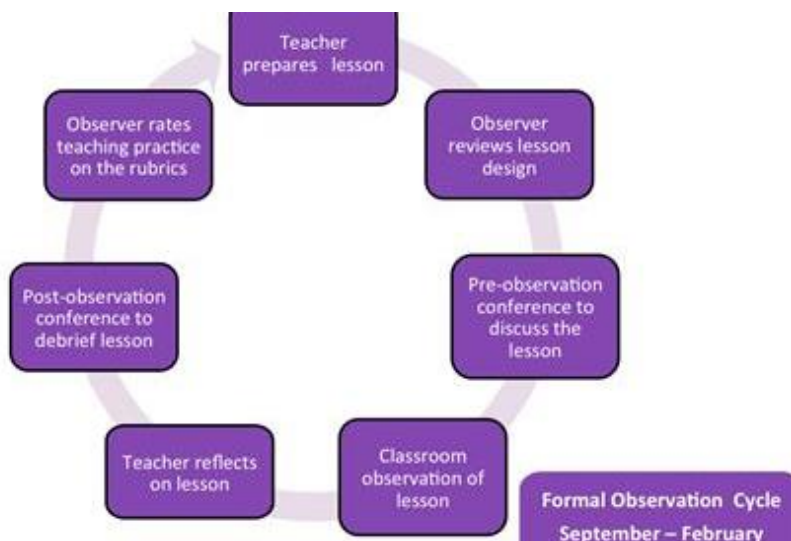 Teacher
prepares lesson
Observer
reviews lesson
design
Pre-observation
conference to
discuss the
lesson
Classroom
observation of
lesson
Teacher reflects
on lesson
Post-observation
conference to
debrief lesson
Observer rates
teaching practice
on the rubrics
Formal Observation Cycle
September – February